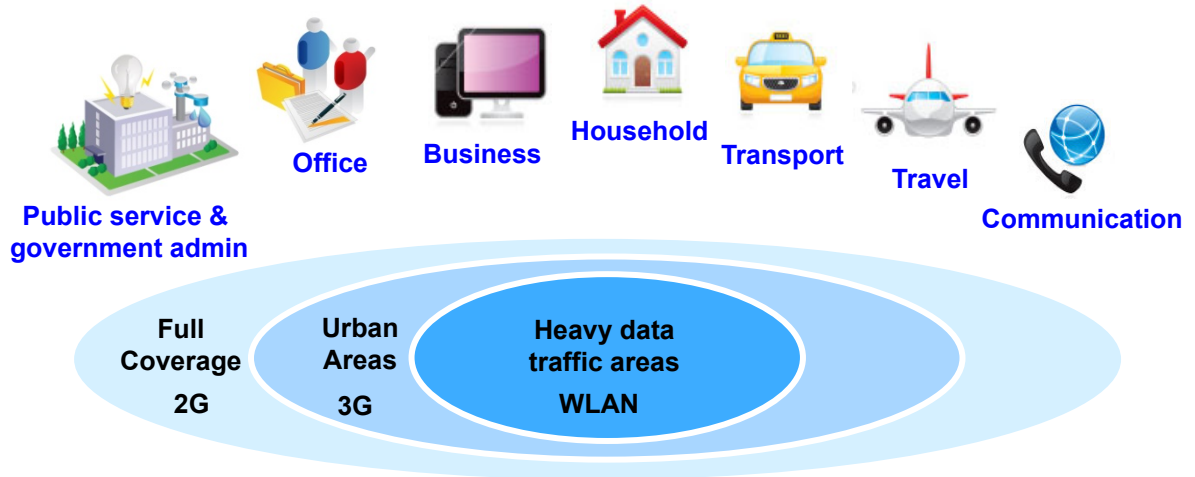 Public service &
government admin
Office
Business
Household
TAXI
Transport
Travel
Communication
Full
Coverage
2G
Urban
Areas
3G
Heavy data
traffic areas
WLAN